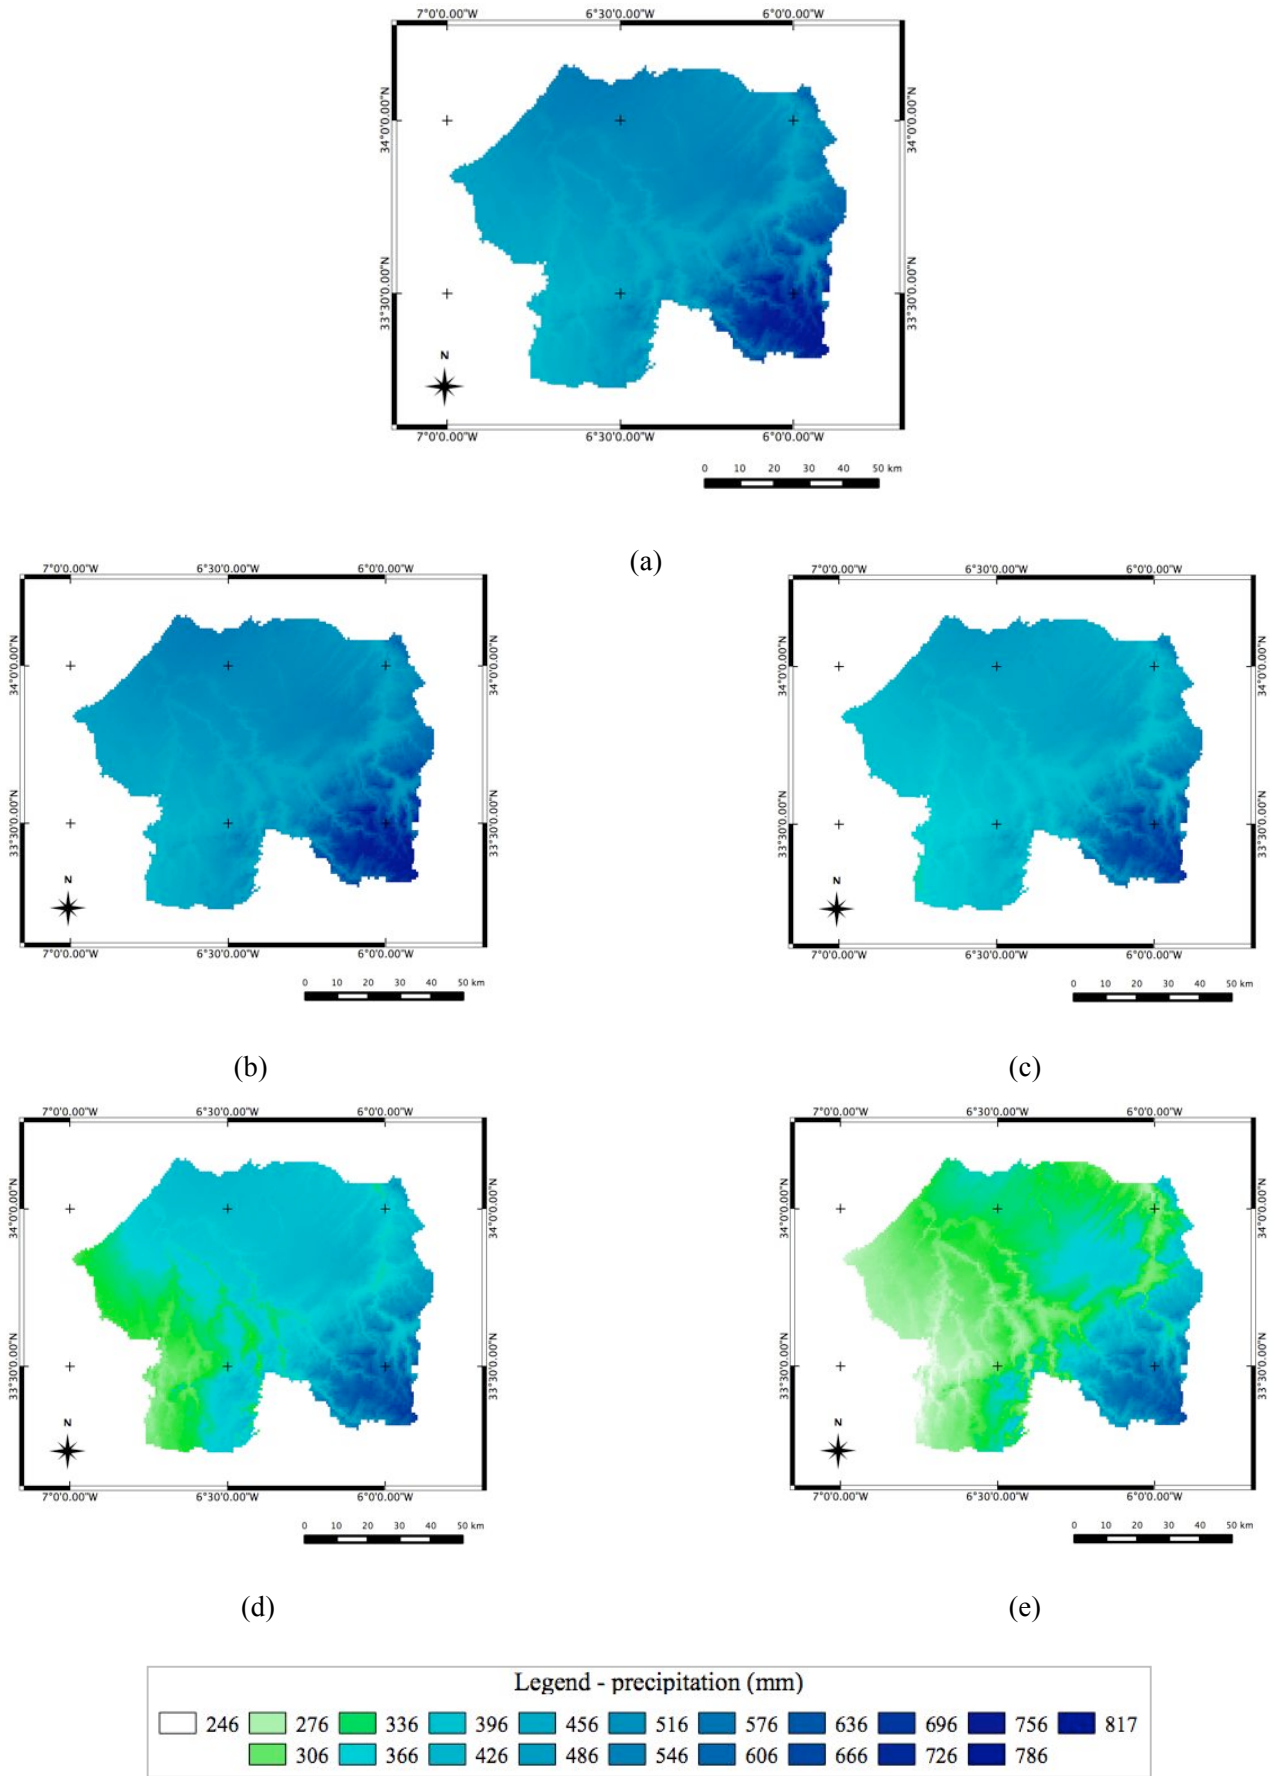 7°0'0.00"W 6°30'0.00"W 6°0'0.00"W
34°0'0.00"N 34°0'0.00"N
33°30'0.00"N 33°30'0.00"N
N
7°0'0.00"W 6°30'0.00"W 6°0'0.00"W
0 10 20 30 40 50 km
(a)
7°0'0.00"W 6°30'0.00"W 6°0'0.00"W
34°0'0.00"N 34°0'0.00"N
33°30'0.00"N 33°30'0.00"N
N
7°0'0.00"W 6°30'0.00"W 6°0'0.00"W
0 10 20 30 40 50 km
(b)
7°0'0.00"W 6°30'0.00"W 6°0'0.00"W
34°0'0.00"N 34°0'0.00"N
33°30'0.00"N 33°30'0.00"N
N
7°0'0.00"W 6°30'0.00"W 6°0'0.00"W
0 10 20 30 40 50 km
(c)
7°0'0.00"W 6°30'0.00"W 6°0'0.00"W
34°0'0.00"N 34°0'0.00"N
33°30'0.00"N 33°30'0.00"N
N
7°0'0.00"W 6°30'0.00"W 6°0'0.00"W
0 10 20 30 40 50 km
(d)
7°0'0.00"W 6°30'0.00"W 6°0'0.00"W
34°0'0.00"N 34°0'0.00"N
33°30'0.00"N 33°30'0.00"N
N
7°0'0.00"W 6°30'0.00"W 6°0'0.00"W
0 10 20 30 40 50 km
(e)
Legend - precipitation (mm)
246 276 336 396 456 516 576 636 696 756 817
306 366 426 486 546 606 666 726 786